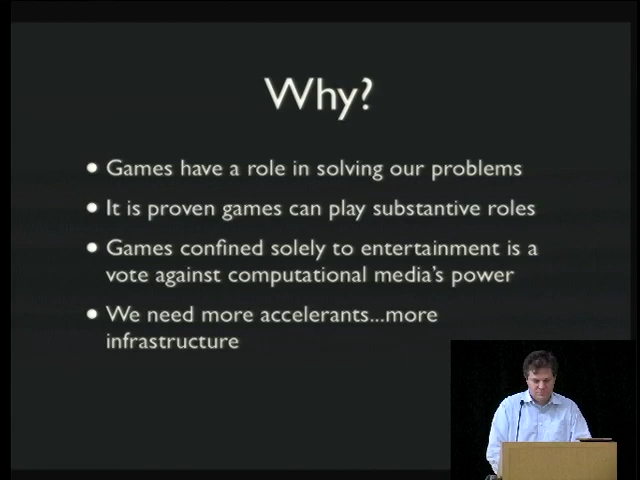 Why?
• Games have a role in solving our problems
• It is proven games can play substantive roles
• Games confined solely to entertainment is a
vote against computational media's power
• We need more accelerants...more
infrastructure